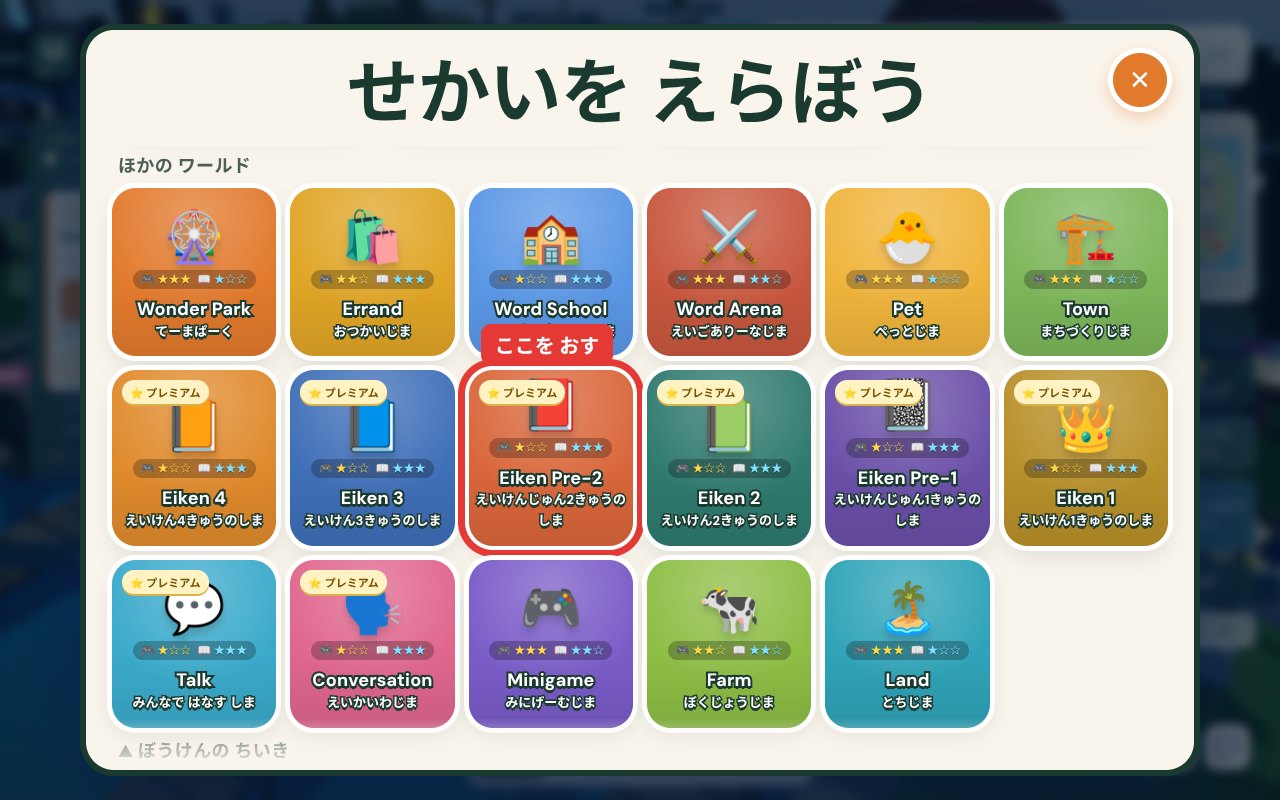 せかいを えらぼう
ほかの ワールド
Wonder Park
てーまぱーく
Errand
おつかいじま
Word School
Word Arena
えいごありーなじま
Pet
ぺっとじま
Town
まちづくりじま
ここを おす
プレミアム
Eiken 4
えいけん4きゅうのしま
プレミアム
Eiken 3
えいけん3きゅうのしま
プレミアム
Eiken Pre-2
えいけんじゅん2きゅうの
しま
プレミアム
Eiken 2
えいけん2きゅうのしま
プレミアム
Eiken Pre-1
えいけんじゅん1きゅうの
しま
プレミアム
Eiken 1
えいけん1きゅうのしま
プレミアム
Talk
みんなで はなす しま
プレミアム
Conversation
えいかいわじま
Minigame
みにげーむじま
Farm
ぼくじょうじま
Land
とちじま
▲ ぼうけんの ちいき